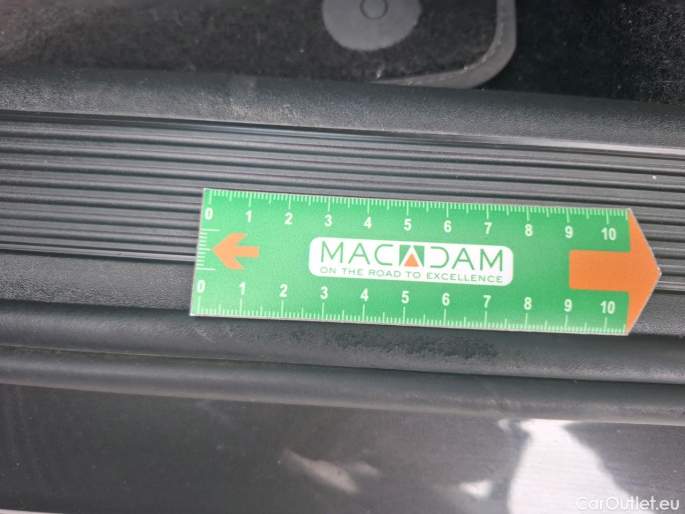 0 1 2 3 4 5 6 7 8 9 10
MACADAM
ON THE ROAD TO EXCELLENCE
0 1 2 3 4 5 6 7 8 9 10
CarOutlet.eu